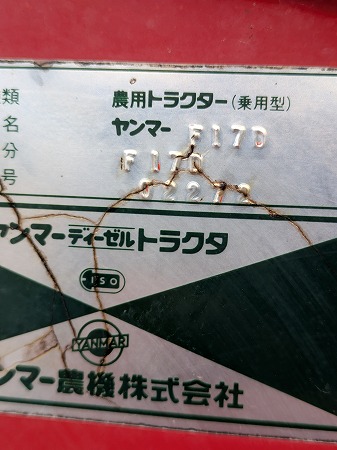 類 農用トラクター(乗用型)
名 ヤンマー F17D
分 F17D
号
ヤンマーディーゼルトラクタ
YANMAR
ンマー農機株式会社